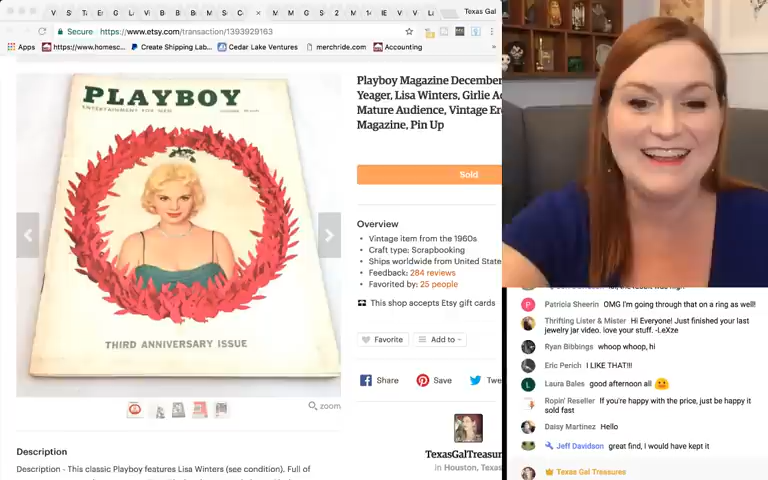 Texas Gal
Secure
https://www.etsy.com/transaction/1393929163
Apps
https://www.homesc...
Create Shipping Lab...
Cedar Lake Ventures
merchride.com
Accounting
PLAYBOY
ENTERTAINMENT FOR MEN
THIRD ANNIVERSARY ISSUE
zoom
Description
Description - This classic Playboy features Lisa Winters (see condition). Full of
Playboy Magazine December
Yeager, Lisa Winters, Girlie Ad
Mature Audience, Vintage Ero
Magazine, Pin Up
Sold
Overview
• Vintage item from the 1960s
• Craft type: Scrapbooking
• Ships worldwide from United State
• Feedback: 284 reviews
• Favorited by: 25 people
This shop accepts Etsy gift cards
Favorite
Add to
Share
Save
Twe
TexasGalTreasur
in Houston, Texas
Patricia Sheerin OMG I'm going through that on a ring as well!
Thrifting Lister & Mister Hi Everyone! Just finished your last
jewelry jar video. love your stuff. -LeXze
Ryan Bibbings whoop whoop, hi
Eric Perich I LIKE THAT!!!
Laura Bales good afternoon all
Ropin' Reseller If you're happy with the price, just be happy it
sold fast
Daisy Martinez Hello
Jeff Davidson great find, I would have kept it
Texas Gal Treasures